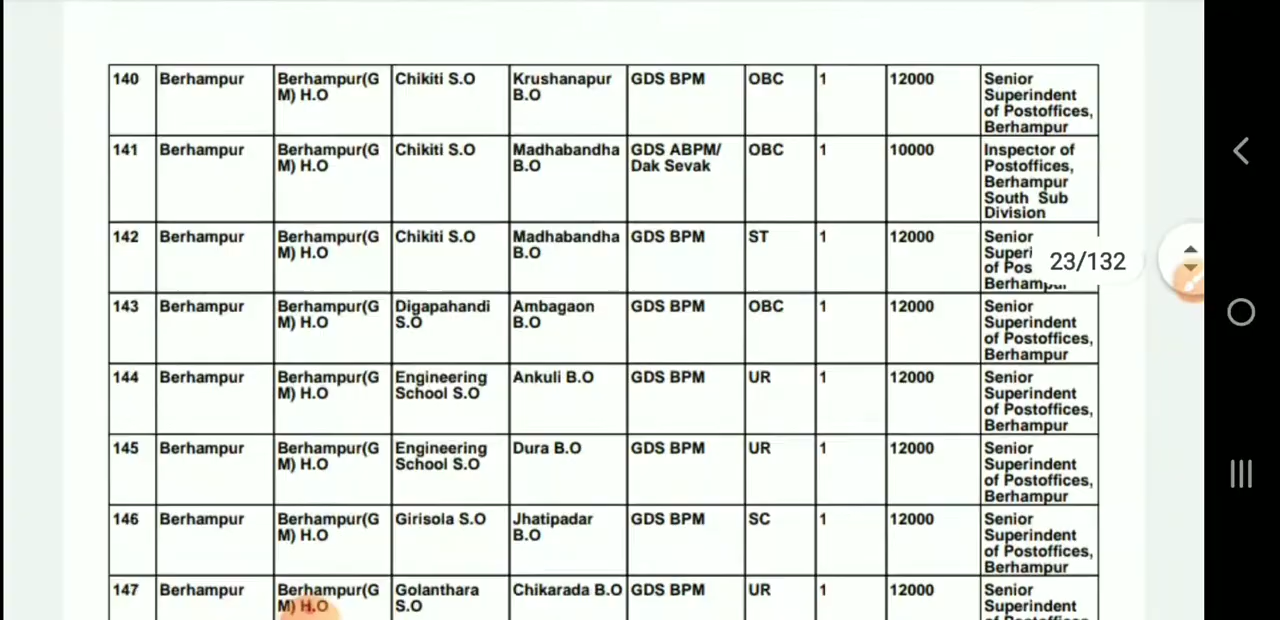 140 Berhampur Berhampur(G Chikiti S.O Krushanapur GDS BPM OBC 1 12000 Senior
M) H.O B.O Superindent
of Postoffices,
Berhampur
141 Berhampur Berhampur(G Chikiti S.O Madhabandha GDS ABPM/ OBC 1 10000 Inspector of
M) H.O B.O Dak Sevak Postoffices,
Berhampur
South Sub
Division
142 Berhampur Berhampur(G Chikiti S.O Madhabandha GDS BPM ST 1 12000 Senior
M) H.O B.O Superi
of Pos
Berhampur
23/132
143 Berhampur Berhampur(G Digapahandi Ambagaon GDS BPM OBC 1 12000 Senior
M) H.O S.O B.O Superindent
of Postoffices,
Berhampur
144 Berhampur Berhampur(G Engineering Ankuli B.O GDS BPM UR 1 12000 Senior
M) H.O School S.O Superindent
of Postoffices,
Berhampur
145 Berhampur Berhampur(G Engineering Dura B.O GDS BPM UR 1 12000 Senior
M) H.O School S.O Superindent
of Postoffices,
Berhampur
146 Berhampur Berhampur(G Girisola S.O Jhatipadar GDS BPM SC 1 12000 Senior
M) H.O B.O Superindent
of Postoffices,
Berhampur
147 Berhampur Berhampur(G Golanthara Chikarada B.O GDS BPM UR 1 12000 Senior
M) H.O S.O Superindent